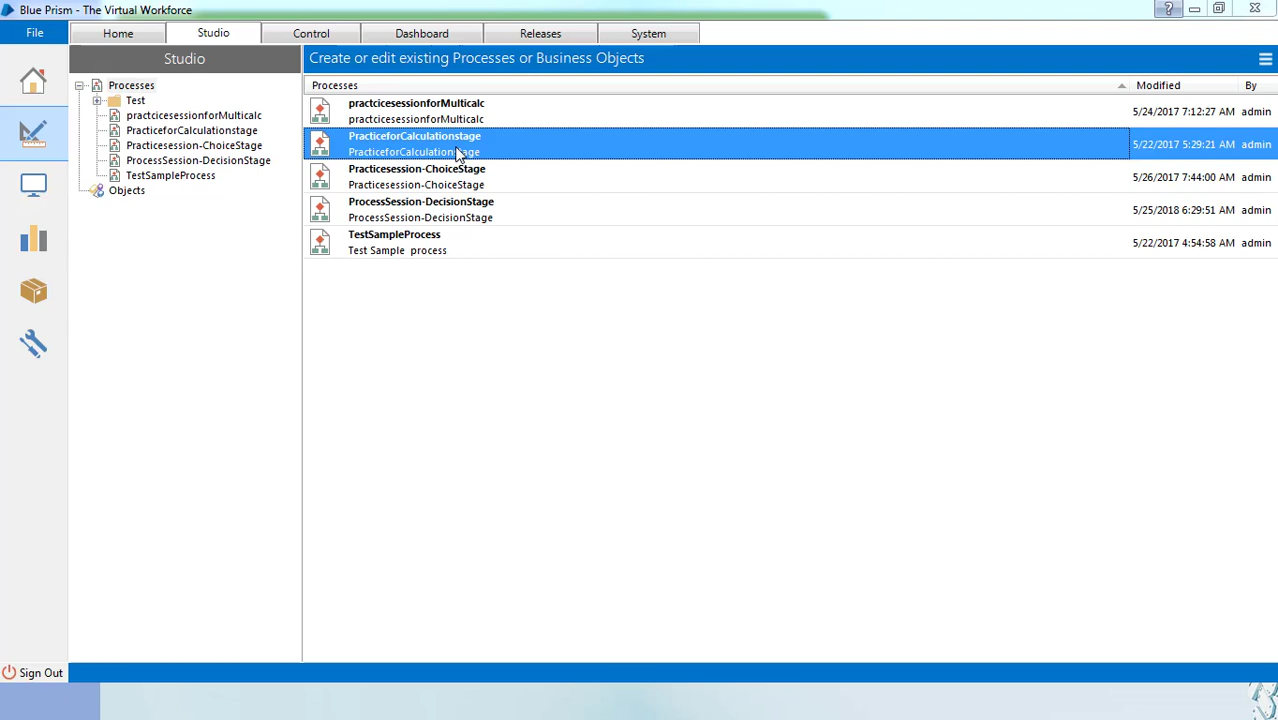 Blue Prism - The Virtual Workforce
?
File
Home
Studio
Control
Dashboard
Releases
System
Studio
Create or edit existing Processes or Business Objects
Processes
Test
practcicesessionforMulticalc
PracticeforCalculationstage
Practicesession-ChoiceStage
ProcessSession-DecisionStage
TestSampleProcess
Objects
Processes Modified By
practcicesessionforMulticalc
practcicesessionforMulticalc
5/24/2017 7:12:27 AM admin
PracticeforCalculationstage
PracticeforCalculationstage
5/22/2017 5:29:21 AM admin
Practicesession-ChoiceStage
Practicesession-ChoiceStage
5/26/2017 7:44:00 AM admin
ProcessSession-DecisionStage
ProcessSession-DecisionStage
5/25/2018 6:29:51 AM admin
TestSampleProcess
Test Sample process
5/22/2017 4:54:58 AM admin
Sign Out